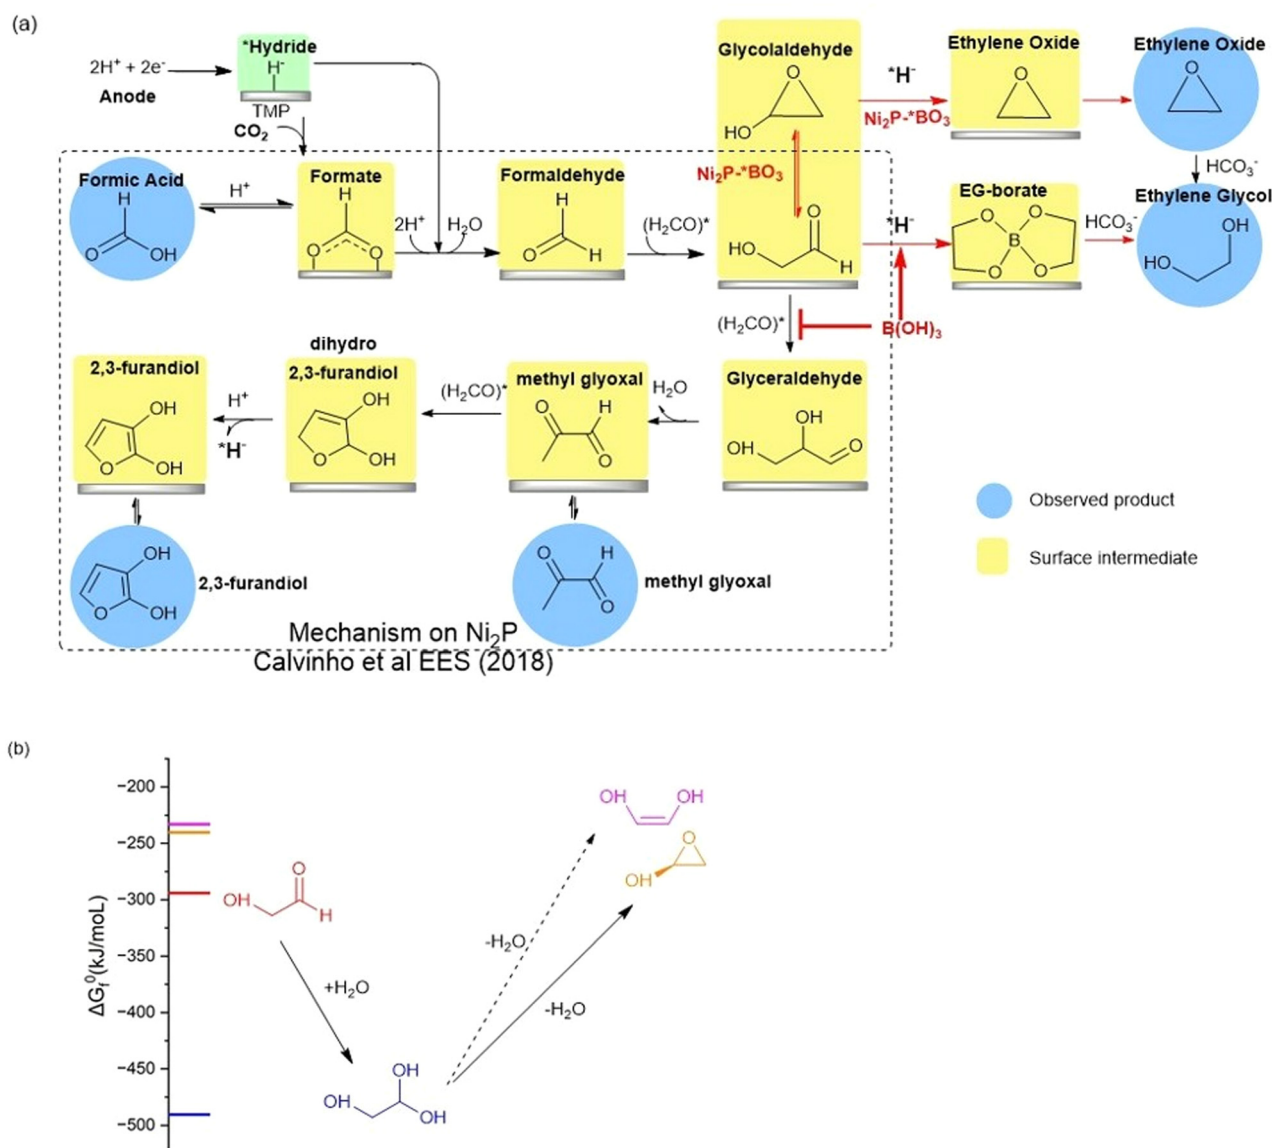 (a)
*Hydride
H⁻
2H⁺ + 2e⁻
Anode
TMP
CO₂
Glycolaldehyde
O
HO
*H⁻
Ni₂P-*BO₃
Ethylene Oxide
O
Ethylene Oxide
O
HCO₃⁻
Formic Acid
H
O
OH
H⁺
Formate
H
O
O
2H⁺
H₂O
Formaldehyde
H
O
H
(H₂CO)*
Ni₂P-*BO₃
O
HO
H
*H⁻
EG-borate
O
O
B
O
O
HCO₃⁻
Ethylene Glycol
OH
HO
(H₂CO)*
B(OH)₃
2,3-furandiol
OH
O
OH
H⁺
*H⁻
dihydro
2,3-furandiol
OH
O
OH
(H₂CO)*
methyl glyoxal
O
H
O
H₂O
Glyceraldehyde
OH
OH
O
OH
O
OH
2,3-furandiol
O
H
O
methyl glyoxal
Observed product
Surface intermediate
Mechanism on Ni₂P
Calvinho et al EES (2018)
(b)
ΔGf⁰(kJ/moL)
−200
−250
−300
−350
−400
−450
−500
OH
O
H
+H₂O
OH
OH
OH
-H₂O
-H₂O
OH
OH
O
OH